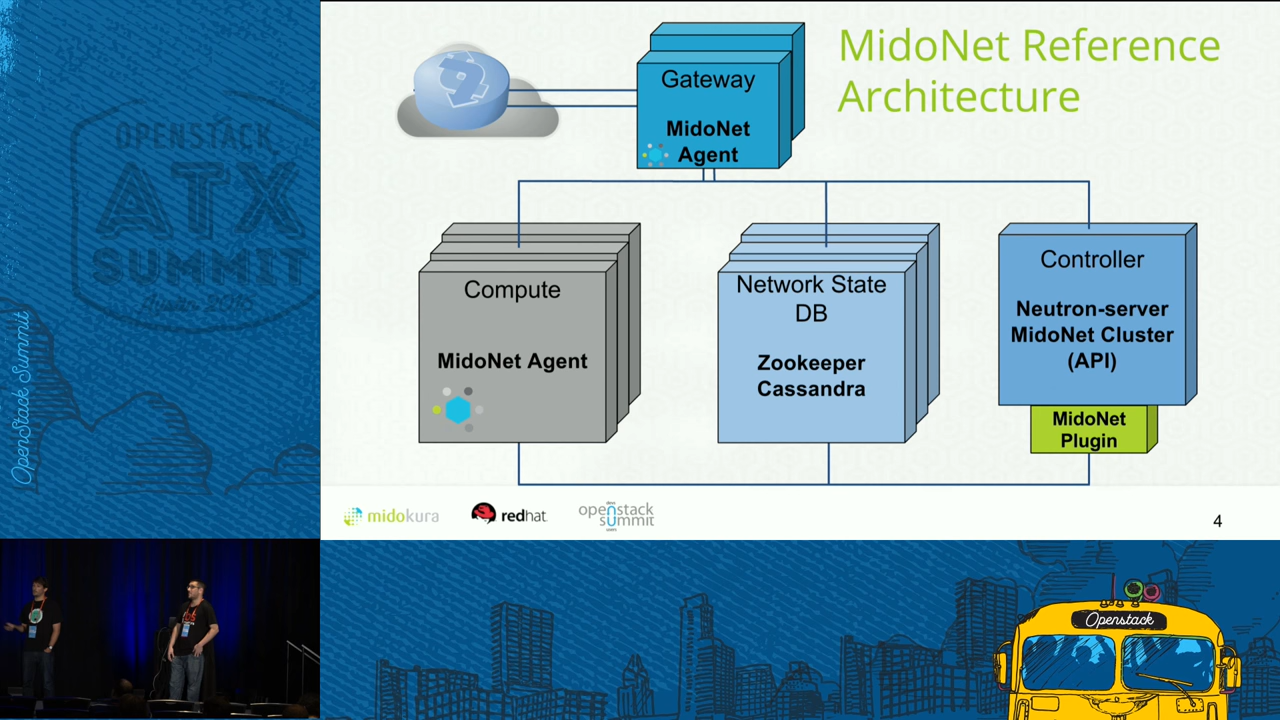 MidoNet Reference
Architecture
Gateway
MidoNet
Agent
Compute
MidoNet Agent
Network State
DB
Zookeeper
Cassandra
Controller
Neutron-server
MidoNet Cluster
(API)
MidoNet
Plugin
midokura
redhat
openstack
summit
4
OPENSTACK
ATX
SUMMIT
Austin 2016
OpenStack Summit
Openstack